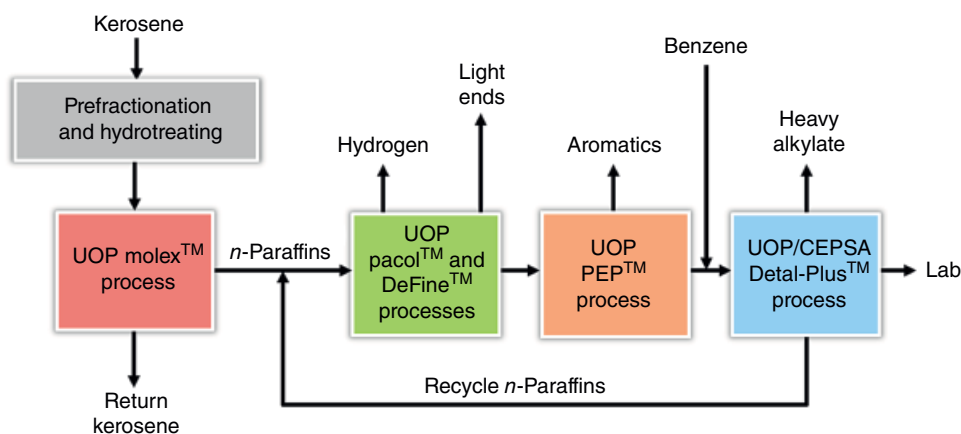 Kerosene
Prefractionation
and hydrotreating
UOP molex™
process
Return
kerosene
n-Paraffins
Hydrogen
Light
ends
UOP
pacol™ and
DeFine™
processes
Aromatics
UOP
PEP™
process
Benzene
Heavy
alkylate
UOP/CEPSA
Detal-Plus™
process
Lab
Recycle n-Paraffins